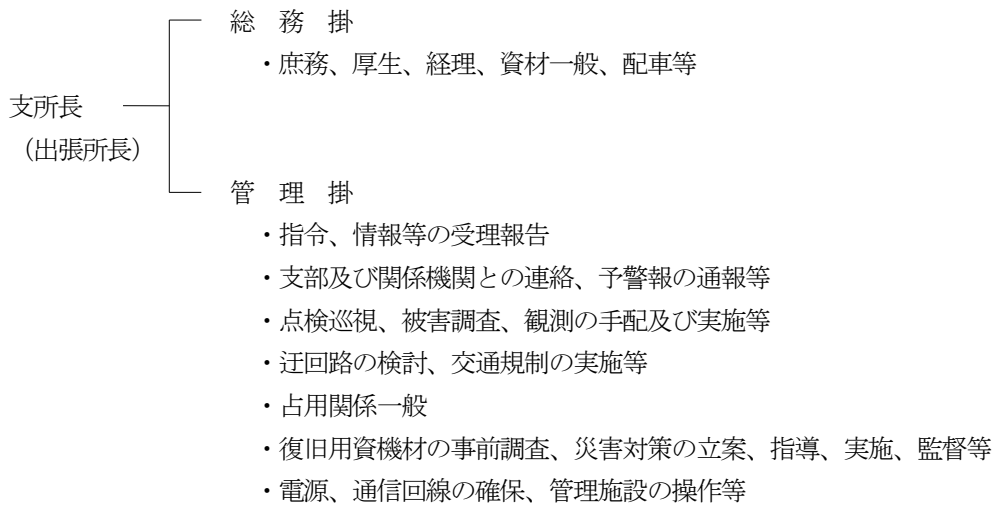 総　務　掛
・庶務、厚生、経理、資材一般、配車等
支所長
（出張所長）
管　理　掛
・指令、情報等の受理報告
・支部及び関係機関との連絡、予警報の通報等
・点検巡視、被害調査、観測の手配及び実施等
・迂回路の検討、交通規制の実施等
・占用関係一般
・復旧用資機材の事前調査、災害対策の立案、指導、実施、監督等
・電源、通信回線の確保、管理施設の操作等